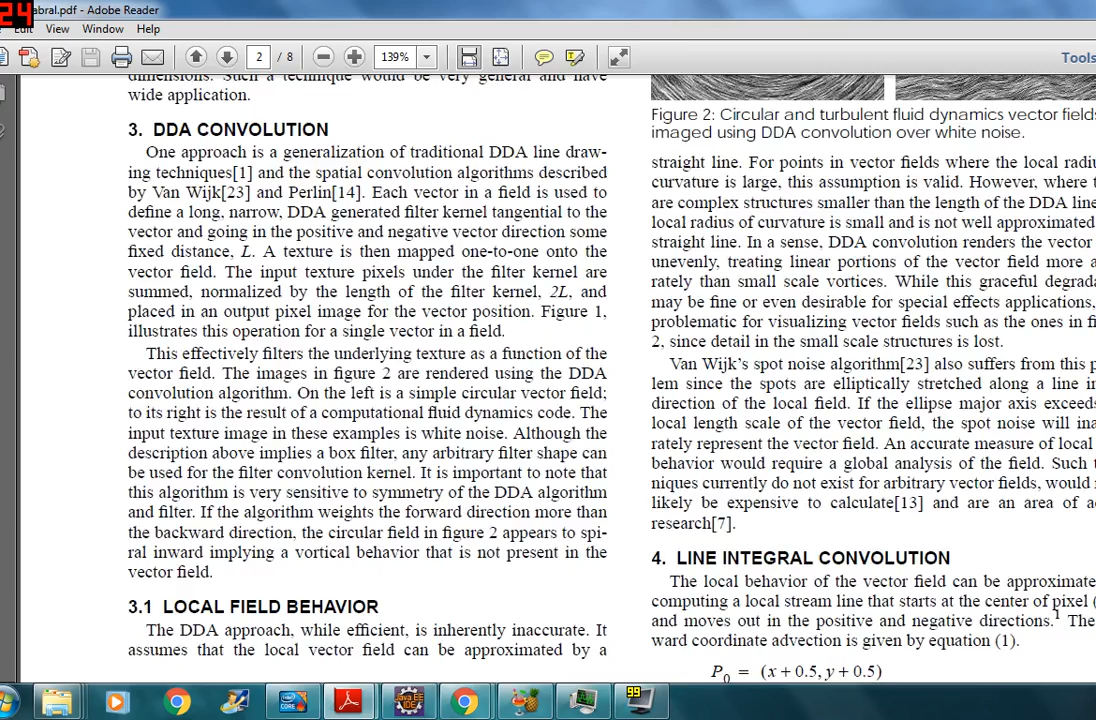 24
abral.pdf - Adobe Reader
Edit View Window Help
2 / 8
139%
Tools
dimensions. Such a technique would be very general and have
wide application.
3. DDA CONVOLUTION
One approach is a generalization of traditional DDA line draw-
ing techniques[1] and the spatial convolution algorithms described
by Van Wijk[23] and Perlin[14]. Each vector in a field is used to
define a long, narrow, DDA generated filter kernel tangential to the
vector and going in the positive and negative vector direction some
fixed distance, L. A texture is then mapped one-to-one onto the
vector field. The input texture pixels under the filter kernel are
summed, normalized by the length of the filter kernel, 2L, and
placed in an output pixel image for the vector position. Figure 1,
illustrates this operation for a single vector in a field.
This effectively filters the underlying texture as a function of the
vector field. The images in figure 2 are rendered using the DDA
convolution algorithm. On the left is a simple circular vector field;
to its right is the result of a computational fluid dynamics code. The
input texture image in these examples is white noise. Although the
description above implies a box filter, any arbitrary filter shape can
be used for the filter convolution kernel. It is important to note that
this algorithm is very sensitive to symmetry of the DDA algorithm
and filter. If the algorithm weights the forward direction more than
the backward direction, the circular field in figure 2 appears to spi-
ral inward implying a vortical behavior that is not present in the
vector field.
3.1 LOCAL FIELD BEHAVIOR
The DDA approach, while efficient, is inherently inaccurate. It
assumes that the local vector field can be approximated by a
Figure 2: Circular and turbulent fluid dynamics vector fields
imaged using DDA convolution over white noise.
straight line. For points in vector fields where the local radiu
curvature is large, this assumption is valid. However, where t
are complex structures smaller than the length of the DDA line
local radius of curvature is small and is not well approximated
straight line. In a sense, DDA convolution renders the vector
unevenly, treating linear portions of the vector field more a
rately than small scale vortices. While this graceful degrada
may be fine or even desirable for special effects applications,
problematic for visualizing vector fields such as the ones in fi
2, since detail in the small scale structures is lost.
Van Wijk's spot noise algorithm[23] also suffers from this p
lem since the spots are elliptically stretched along a line in
direction of the local field. If the ellipse major axis exceeds
local length scale of the vector field, the spot noise will ina
rately represent the vector field. An accurate measure of local
behavior would require a global analysis of the field. Such t
niques currently do not exist for arbitrary vector fields, would
likely be expensive to calculate[13] and are an area of a
research[7].
4. LINE INTEGRAL CONVOLUTION
The local behavior of the vector field can be approximate
computing a local stream line that starts at the center of pixel (
and moves out in the positive and negative directions.1 The
ward coordinate advection is given by equation (1).
P0 = (x + 0.5, y + 0.5)
99